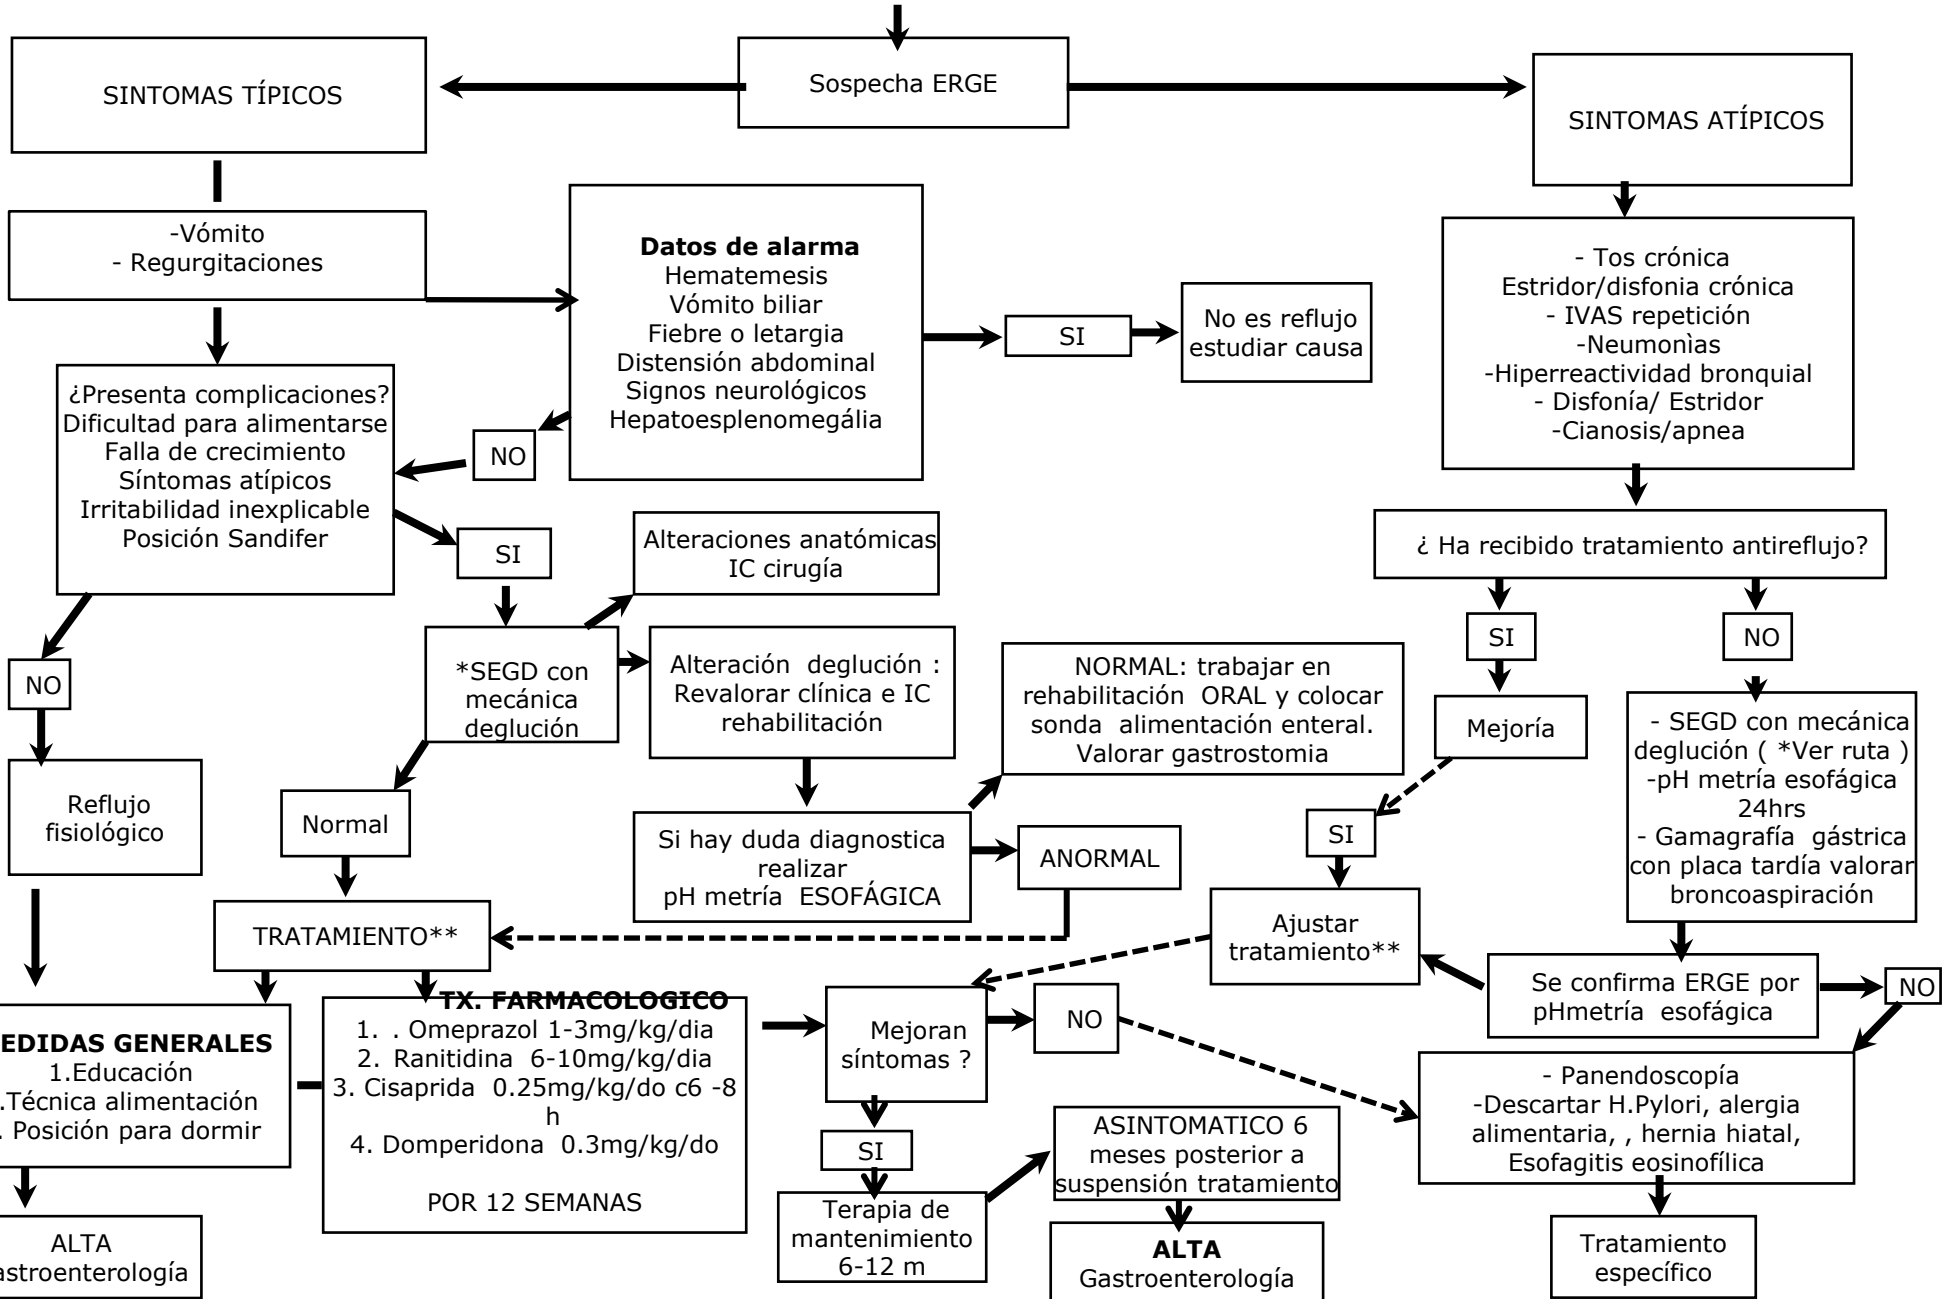 Sospecha ERGE
SINTOMAS TÍPICOS
SINTOMAS ATÍPICOS
-Vómito
- Regurgitaciones
Datos de alarma
Hematemesis
Vómito biliar
Fiebre o letargia
Distensión abdominal
Signos neurológicos
Hepatoesplenomegália
SI
No es reflujo
estudiar causa
- Tos crónica
Estridor/disfonia crónica
- IVAS repetición
-Neumonìas
-Hiperreactividad bronquial
- Disfonía/ Estridor
-Cianosis/apnea
¿Presenta complicaciones?
Dificultad para alimentarse
Falla de crecimiento
Síntomas atípicos
Irritabilidad inexplicable
Posición Sandifer
NO
SI
Alteraciones anatómicas
IC cirugía
¿ Ha recibido tratamiento antireflujo?
SI
NO
NO
*SEGD con
mecánica
deglución
Alteración deglución :
Revalorar clínica e IC
rehabilitación
NORMAL: trabajar en
rehabilitación ORAL y colocar
sonda alimentación enteral.
Valorar gastrostomia
Mejoría
- SEGD con mecánica
deglución ( *Ver ruta )
-pH metría esofágica
24hrs
- Gamagrafía gástrica
con placa tardía valorar
broncoaspiración
Reflujo
fisiológico
Normal
Si hay duda diagnostica
realizar
pH metría ESOFÁGICA
ANORMAL
SI
TRATAMIENTO**
Ajustar
tratamiento**
Se confirma ERGE por
pHmetría esofágica
NO
EDIDAS GENERALES
1.Educación
.Técnica alimentación
. Posición para dormir
TX. FARMACOLOGICO
1. . Omeprazol 1-3mg/kg/dia
2. Ranitidina 6-10mg/kg/dia
3. Cisaprida 0.25mg/kg/do c6 -8
h
4. Domperidona 0.3mg/kg/do
POR 12 SEMANAS
Mejoran
síntomas ?
NO
- Panendoscopía
-Descartar H.Pylori, alergia
alimentaria, , hernia hiatal,
Esofagitis eosinofílica
SI
ASINTOMATICO 6
meses posterior a
suspensión tratamiento
Terapia de
mantenimiento
6-12 m
ALTA
astroenterología
ALTA
Gastroenterología
Tratamiento
específico